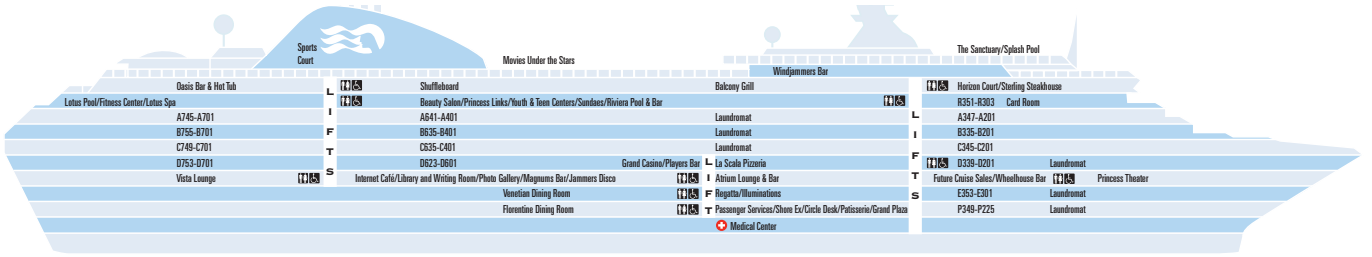 Sports
Court
Movies Under the Stars
The Sanctuary/Splash Pool
Windjammers Bar
Oasis Bar & Hot Tub
Shuffleboard
Balcony Grill
Horizon Court/Sterling Steakhouse
Lotus Pool/Fitness Center/Lotus Spa
Beauty Salon/Princess Links/Youth & Teen Centers/Sundaes/Riviera Pool & Bar
R351-R303 Card Room
A745-A701
A641-A401
Laundromat
A347-A201
B755-B701
B635-B401
Laundromat
B335-B201
C749-C701
C635-C401
Laundromat
C345-C201
D753-D701
D623-D601
Grand Casino/Players Bar
La Scala Pizzeria
D339-D201
Laundromat
Vista Lounge
Internet Café/Library and Writing Room/Photo Gallery/Magnums Bar/Jammers Disco
Atrium Lounge & Bar
Future Cruise Sales/Wheelhouse Bar
Princess Theater
Venetian Dining Room
Regatta/Illuminations
E353-E301
Laundromat
Florentine Dining Room
Passenger Services/Shore Ex/Circle Desk/Patisserie/Grand Plaza
P349-P225
Laundromat
Medical Center
LIFTS
LIFT
LIFTS